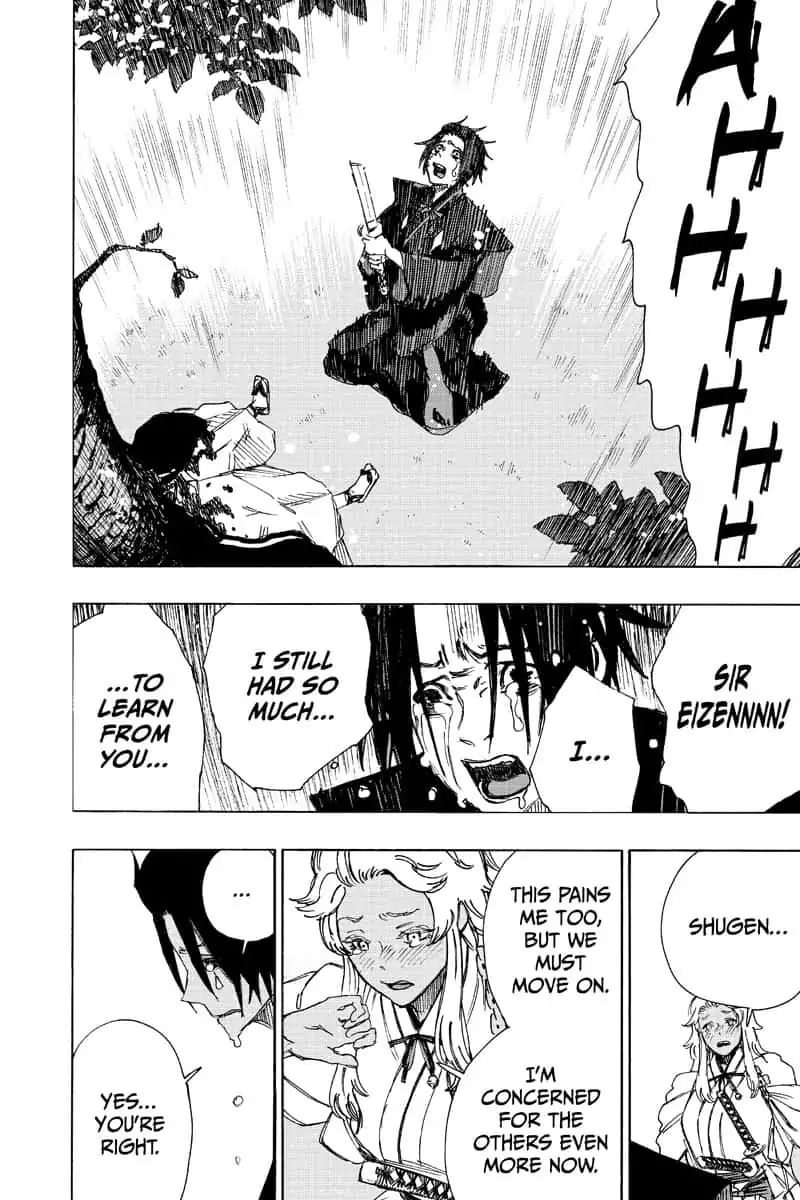 AHHHHHH
SIR
EIZENNNN!
I...
I STILL
HAD SO
MUCH...
...TO
LEARN
FROM
YOU...
SHUGEN...
THIS PAINS
ME TOO,
BUT WE
MUST
MOVE ON.
I'M
CONCERNED
FOR THE
OTHERS EVEN
MORE NOW.
...
YES...
YOU'RE
RIGHT.